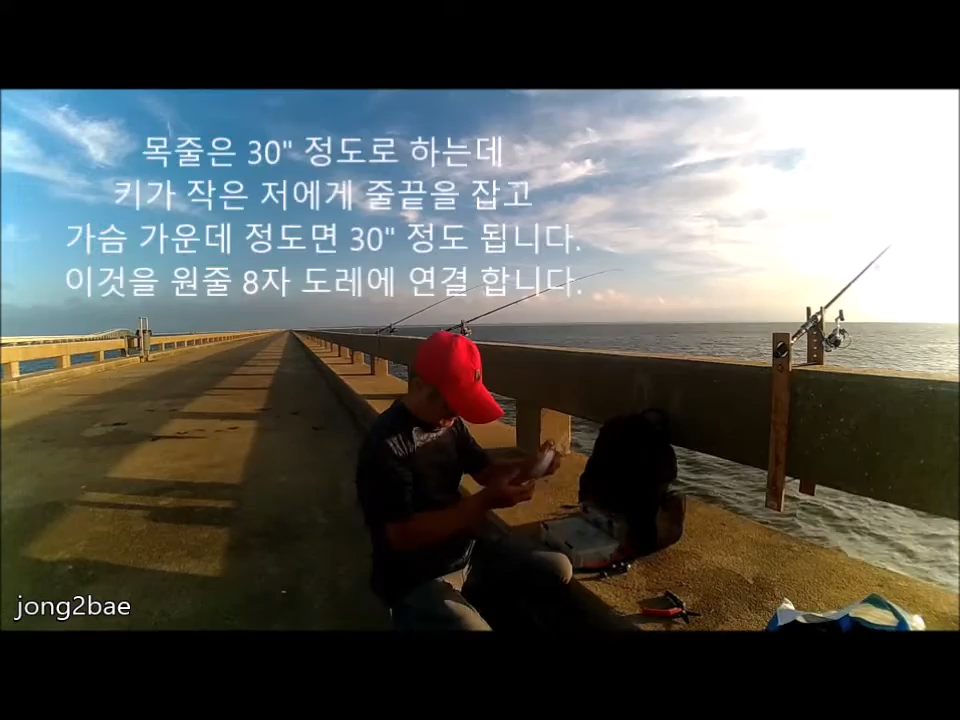 목줄은 30" 정도로 하는데
키가 작은 저에게 줄끝을 잡고
가슴 가운데 정도면 30" 정도 됩니다.
이것을 원줄 8자 도레에 연결 합니다.
jong2bae